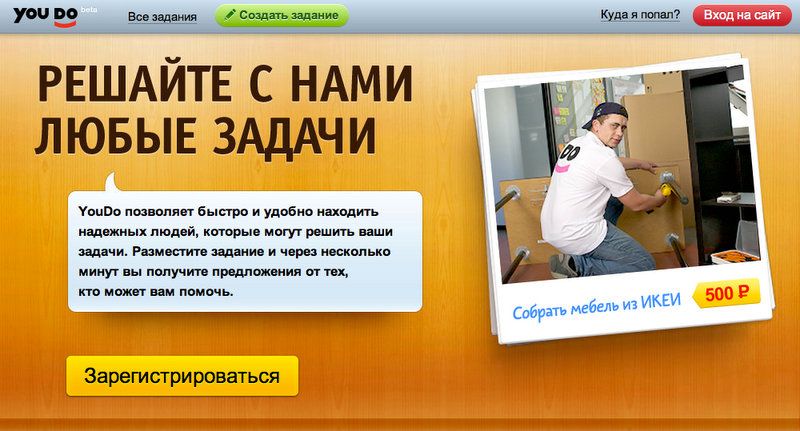 YOU DO beta
Все задания
Создать задание
Куда я попал?
Вход на сайт
РЕШАЙТЕ С НАМИ
ЛЮБЫЕ ЗАДАЧИ
YouDo позволяет быстро и удобно находить
надежных людей, которые могут решить ваши
задачи. Разместите задание и через несколько
минут вы получите предложения от тех,
кто может вам помочь.
DO
Собрать мебель из ИКЕИ
500 ₽
Зарегистрироваться